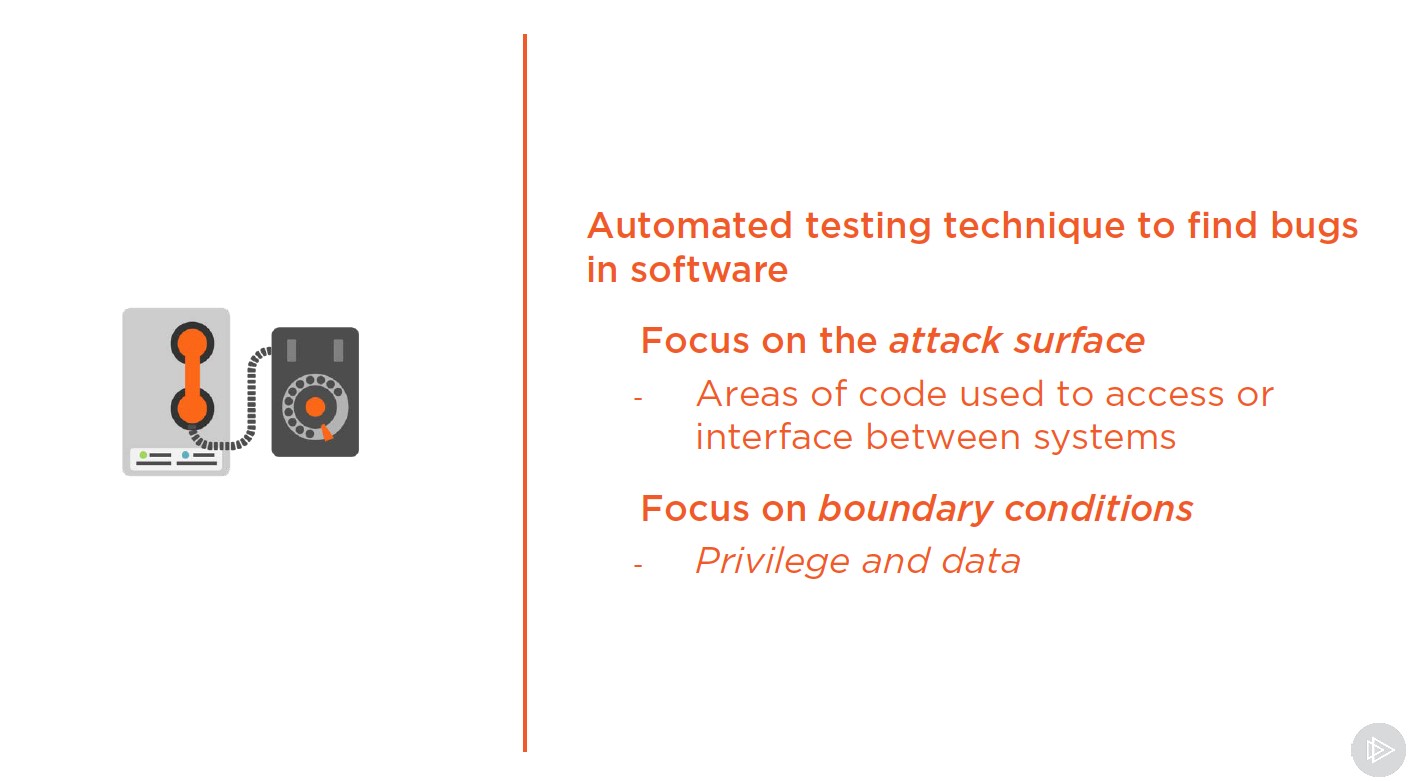 Automated testing technique to find bugs
in software
Focus on the attack surface
- Areas of code used to access or
interface between systems
Focus on boundary conditions
- Privilege and data